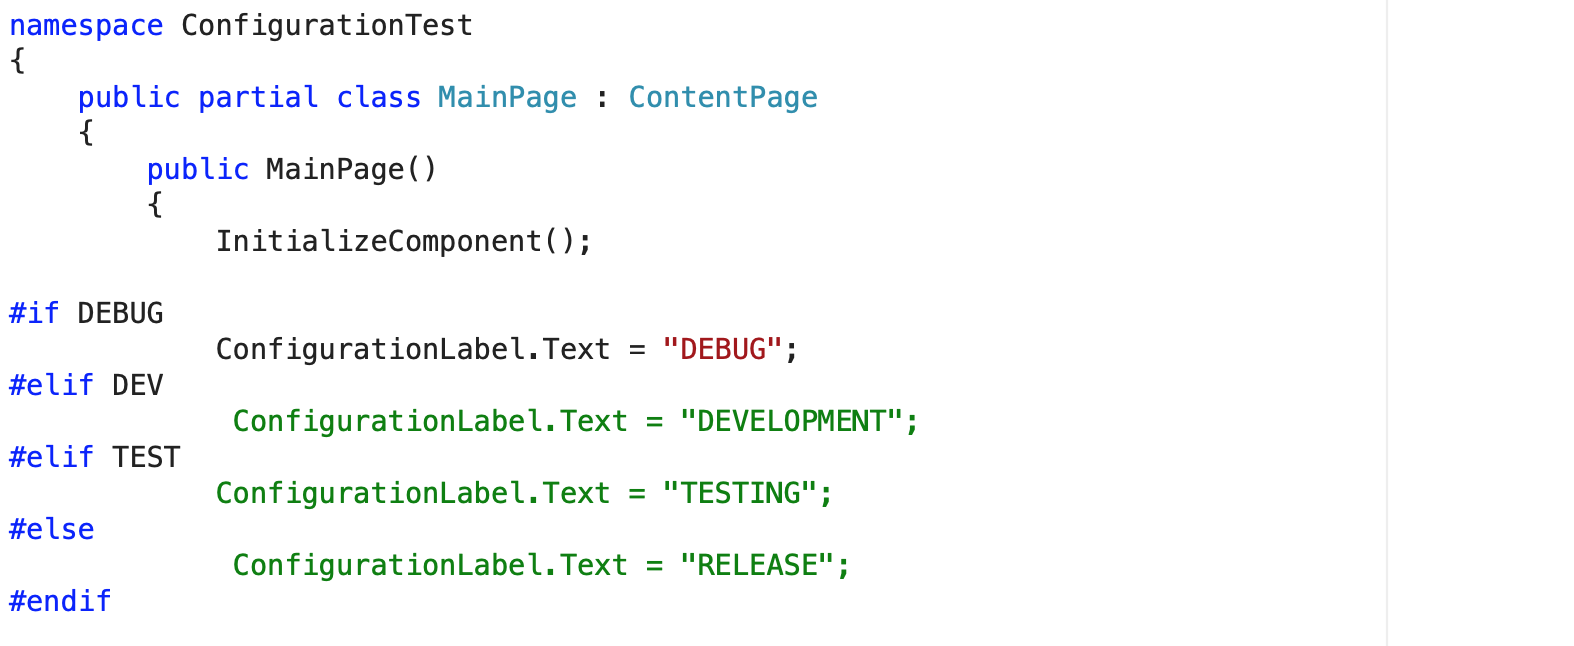 namespace ConfigurationTest
{
    public partial class MainPage : ContentPage
    {
        public MainPage()
        {
            InitializeComponent();

#if DEBUG
            ConfigurationLabel.Text = "DEBUG";
#elif DEV
             ConfigurationLabel.Text = "DEVELOPMENT";
#elif TEST
            ConfigurationLabel.Text = "TESTING";
#else
             ConfigurationLabel.Text = "RELEASE";
#endif